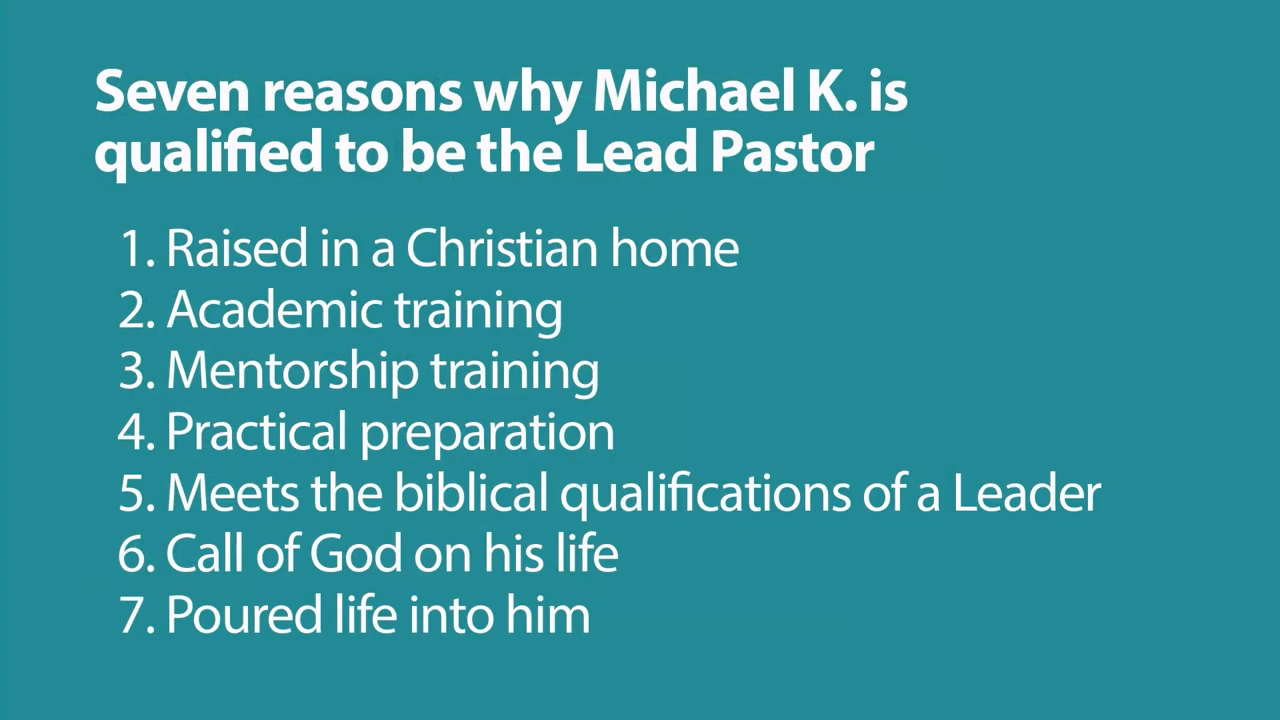 Seven reasons why Michael K. is
qualified to be the Lead Pastor
1. Raised in a Christian home
2. Academic training
3. Mentorship training
4. Practical preparation
5. Meets the biblical qualifications of a Leader
6. Call of God on his life
7. Poured life into him